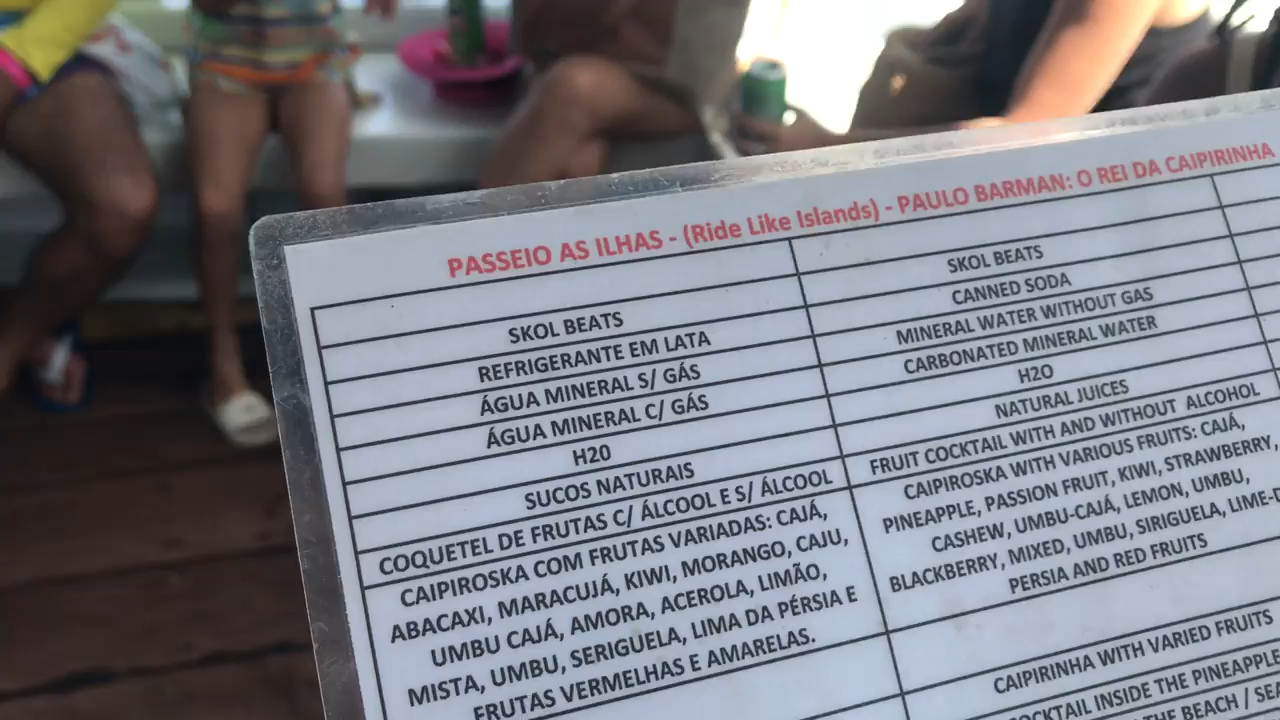 PASSEIO AS ILHAS - (Ride Like Islands) - PAULO BARMAN: O REI DA CAIPIRINHA
SKOL BEATS
REFRIGERANTE EM LATA
ÁGUA MINERAL S/ GÁS
ÁGUA MINERAL C/ GÁS
H20
SUCOS NATURAIS
COQUETEL DE FRUTAS C/ ÁLCOOL E S/ ÁLCOOL
CAIPIROSKA COM FRUTAS VARIADAS: CAJÁ,
ABACAXI, MARACUJÁ, KIWI, MORANGO, CAJU,
UMBU CAJÁ, AMORA, ACEROLA, LIMÃO,
MISTA, UMBU, SERIGUELA, LIMA DA PÉRSIA E
FRUTAS VERMELHAS E AMARELAS.
SKOL BEATS
CANNED SODA
MINERAL WATER WITHOUT GAS
CARBONATED MINERAL WATER
H2O
NATURAL JUICES
FRUIT COCKTAIL WITH AND WITHOUT ALCOHOL
CAIPIROSKA WITH VARIOUS FRUITS: CAJÁ,
PINEAPPLE, PASSION FRUIT, KIWI, STRAWBERRY,
CASHEW, UMBU-CAJÁ, LEMON, UMBU,
BLACKBERRY, MIXED, UMBU, SIRIGUELA, LIME-D
PERSIA AND RED FRUITS
CAIPIRINHA WITH VARIED FRUITS
COCKTAIL INSIDE THE PINEAPPLE
THE BEACH / SEA